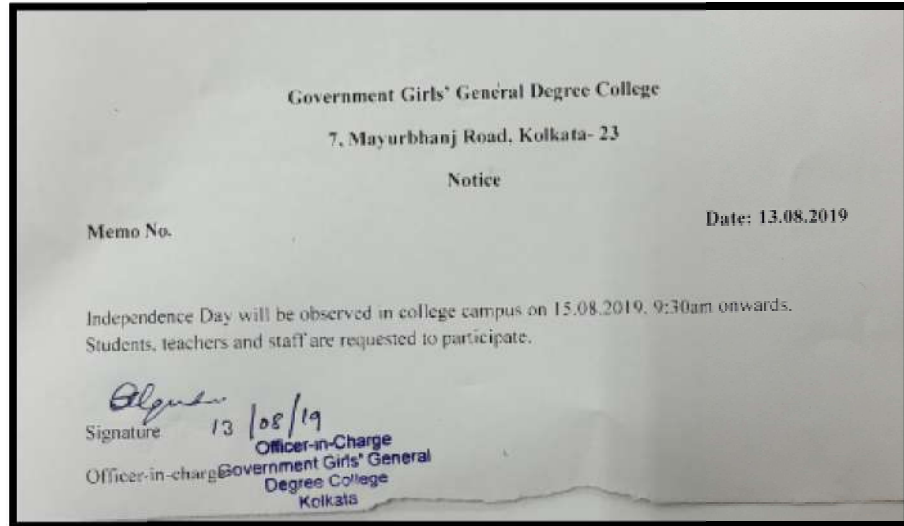 Government Girls' General Degree College
7, Mayurbhanj Road, Kolkata- 23
Notice
Memo No.
Date: 13.08.2019
Independence Day will be observed in college campus on 15.08.2019, 9:30am onwards.
Students, teachers and staff are requested to participate.
Signature 13/08/19
Officer-in-charge
Officer-in-Charge
Government Girls' General
Degree College
Kolkata